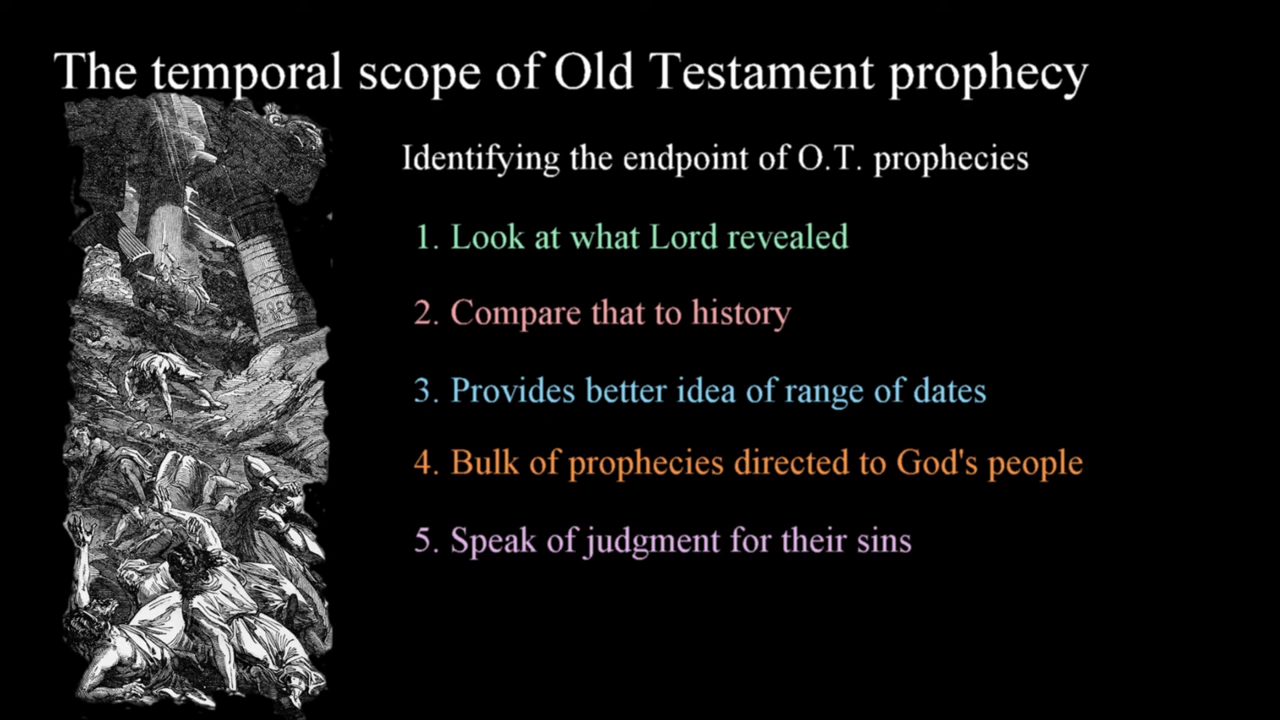 The temporal scope of Old Testament prophecy
Identifying the endpoint of O.T. prophecies
1. Look at what Lord revealed
2. Compare that to history
3. Provides better idea of range of dates
4. Bulk of prophecies directed to God's people
5. Speak of judgment for their sins